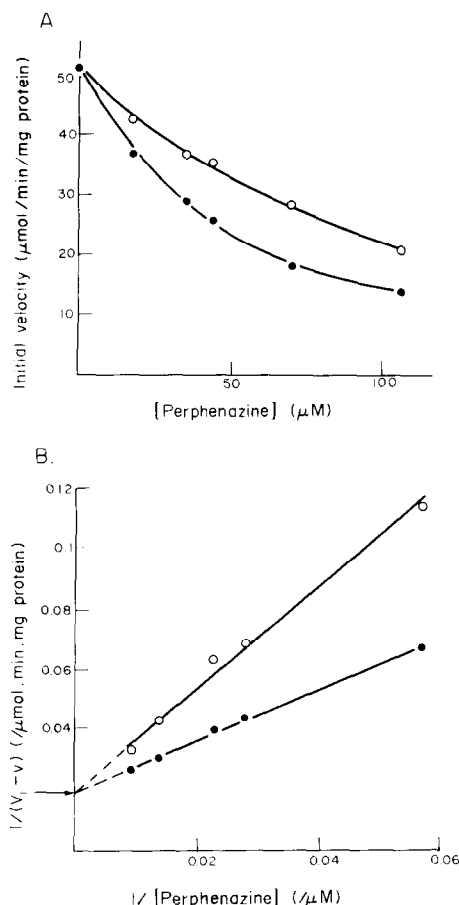 A
Initial velocity (μmol/min/mg protein)
50
40
30
20
10
50
100
[Perphenazine] (μM)
B.
1/(V₁-v) (/μmol.min.mg protein)
0.12
0.1
0.08
0.06
0.04
0.02
0.04
0.06
1/ [Perphenazine] (/μM)